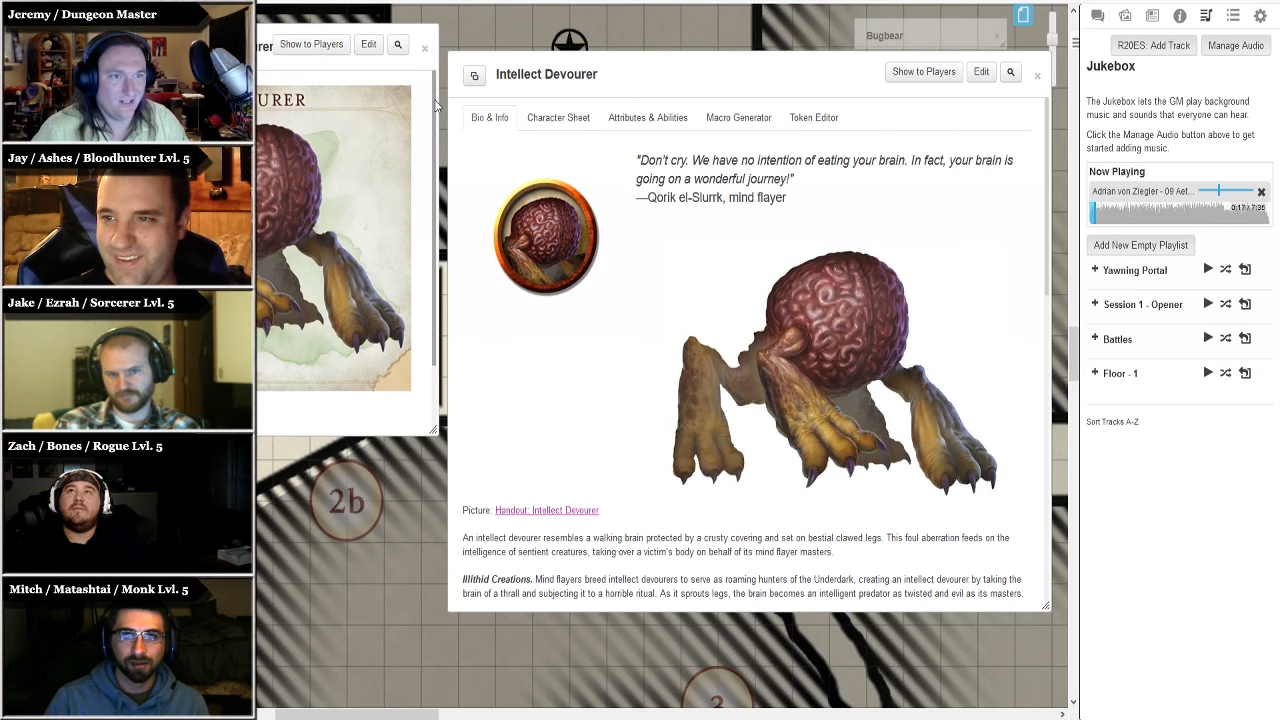 Jeremy / Dungeon Master
Jay / Ashes / Bloodhunter Lvl. 5
Jake / Ezrah / Sorcerer Lvl. 5
Zach / Bones / Rogue Lvl. 5
Mitch / Matashtai / Monk Lvl. 5
Show to Players
Edit
URER
2b
3
Bugbear
Intellect Devourer
Show to Players
Edit
Bio & Info
Character Sheet
Attributes & Abilities
Macro Generator
Token Editor
"Don't cry. We have no intention of eating your brain. In fact, your brain is
going on a wonderful journey!"
—Qorik el-Slurrk, mind flayer
Picture: Handout: Intellect Devourer
An intellect devourer resembles a walking brain protected by a crusty covering and set on bestial clawed legs. This foul aberration feeds on the
intelligence of sentient creatures, taking over a victim's body on behalf of its mind flayer masters.
Illithid Creations. Mind flayers breed intellect devourers to serve as roaming hunters of the Underdark, creating an intellect devourer by taking the
brain of a thrall and subjecting it to a horrible ritual. As it sprouts legs, the brain becomes an intelligent predator as twisted and evil as its masters.
R20ES: Add Track
Manage Audio
Jukebox
The Jukebox lets the GM play background
music and sounds that everyone can hear.
Click the Manage Audio button above to get
started adding music.
Now Playing
Adrian von Ziegler - 09 Aet...
0:17 / 7:35
Add New Empty Playlist
Yawning Portal
Session 1 - Opener
Battles
Floor - 1
Sort Tracks A-Z